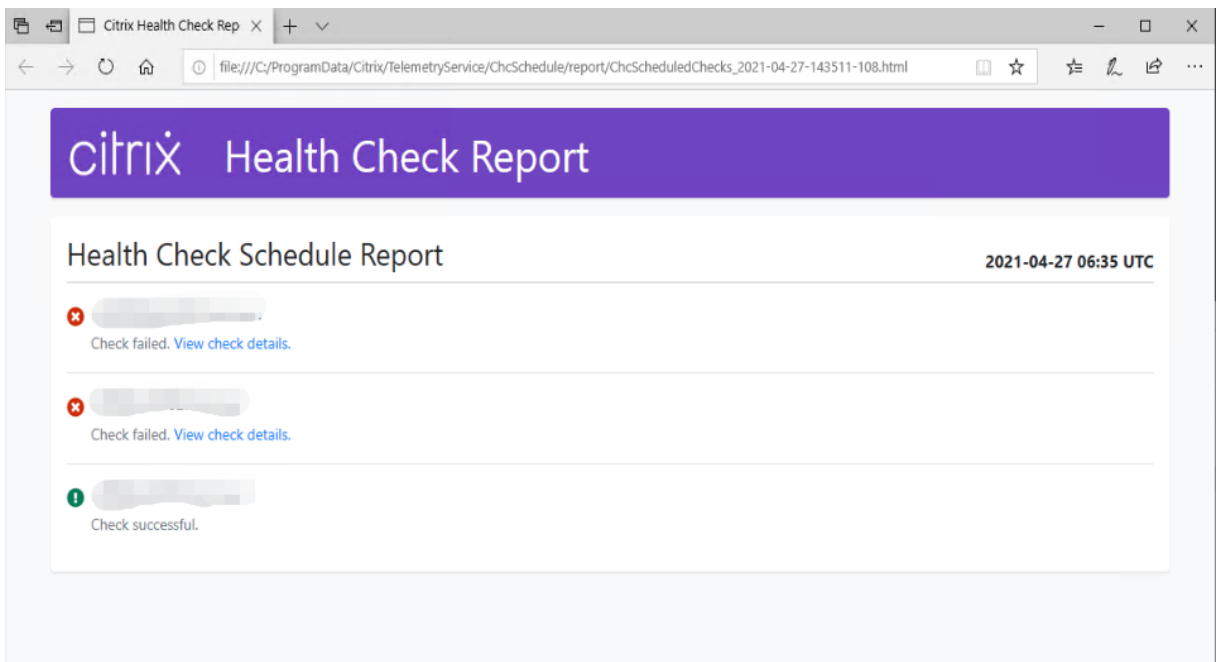 Citrix Health Check Rep
file:///C:/ProgramData/Citrix/TelemetryService/ChcSchedule/report/ChcScheduledChecks_2021-04-27-143511-108.html
citrix Health Check Report
Health Check Schedule Report
2021-04-27 06:35 UTC
Check failed. View check details.
Check failed. View check details.
Check successful.